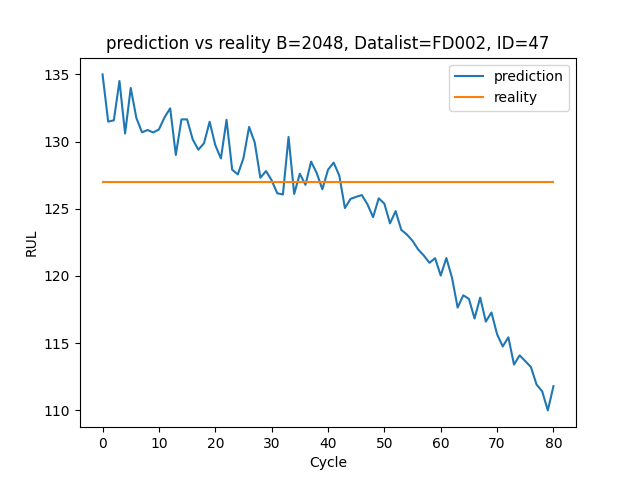 prediction vs reality B=2048, Datalist=FD002, ID=47
prediction
reality
RUL
135
130
125
120
115
110
0 10 20 30 40 50 60 70 80
Cycle